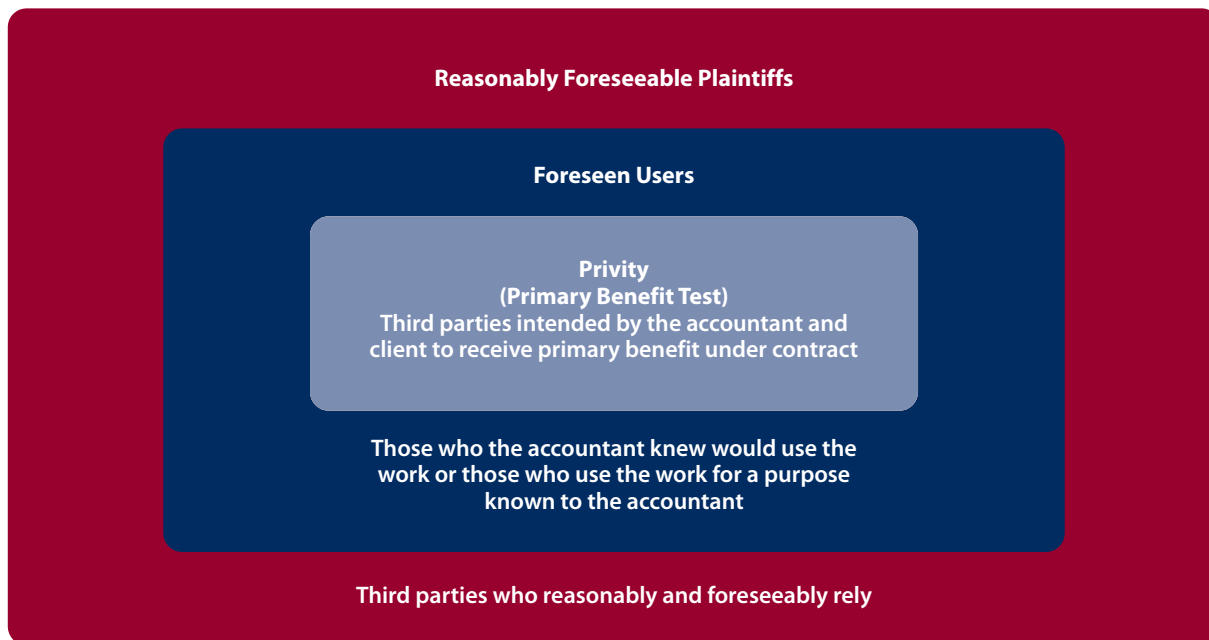 Reasonably Foreseeable Plaintiffs
Foreseen Users
Privity
(Primary Benefit Test)
Third parties intended by the accountant and
client to receive primary benefit under contract
Those who the accountant knew would use the
work or those who use the work for a purpose
known to the accountant
Third parties who reasonably and foreseeably rely